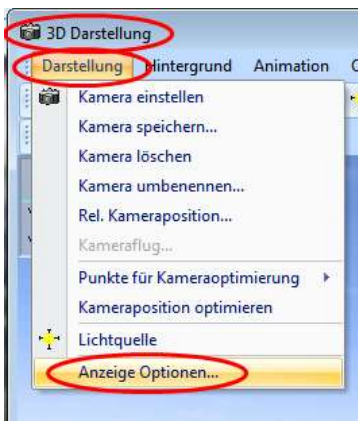 3D Darstellung
Darstellung Hintergrund Animation
Kamera einstellen
Kamera speichern...
Kamera löschen
Kamera umbenennen...
Rel. Kameraposition...
Kameraflug...
Punkte für Kameraoptimierung
Kameraposition optimieren
Lichtquelle
Anzeige Optionen...